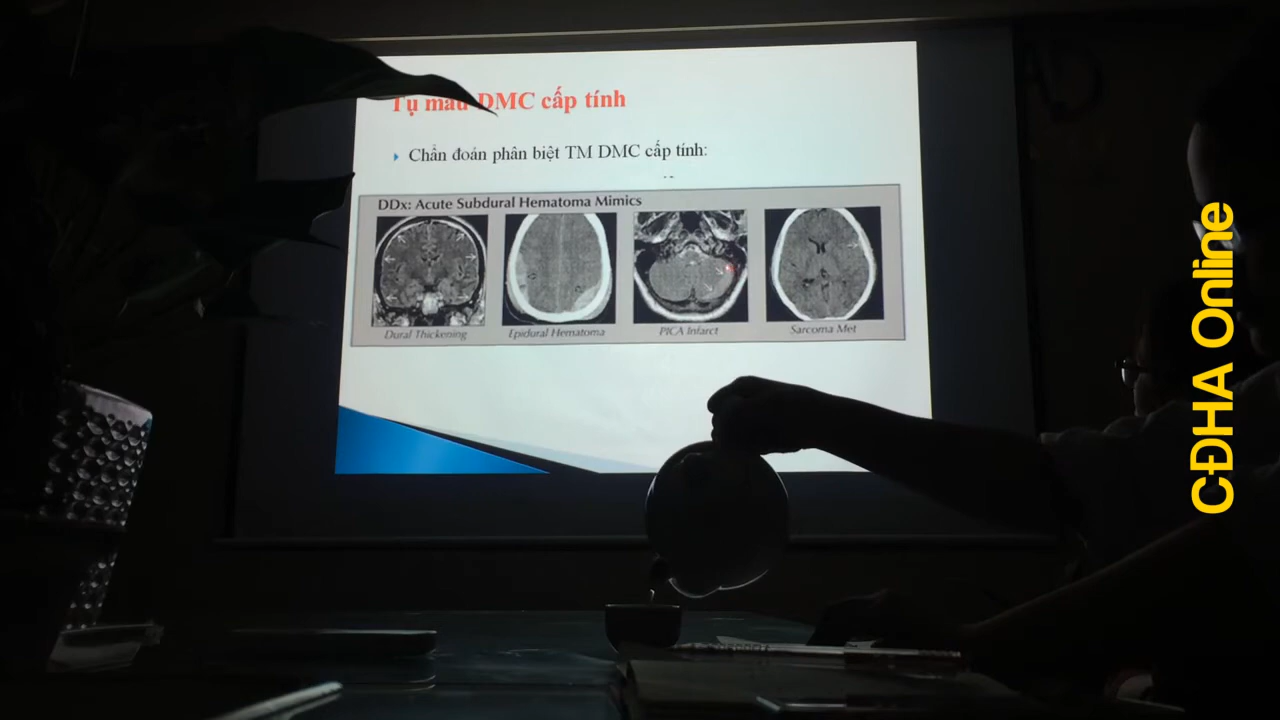 Tụ máu DMC cấp tính
Chẩn đoán phân biệt TM DMC cấp tính:
DDx: Acute Subdural Hematoma Mimics
Dural Thickening
Epidural Hematoma
PICA Infarct
Sarcoma Met
CĐHA Online